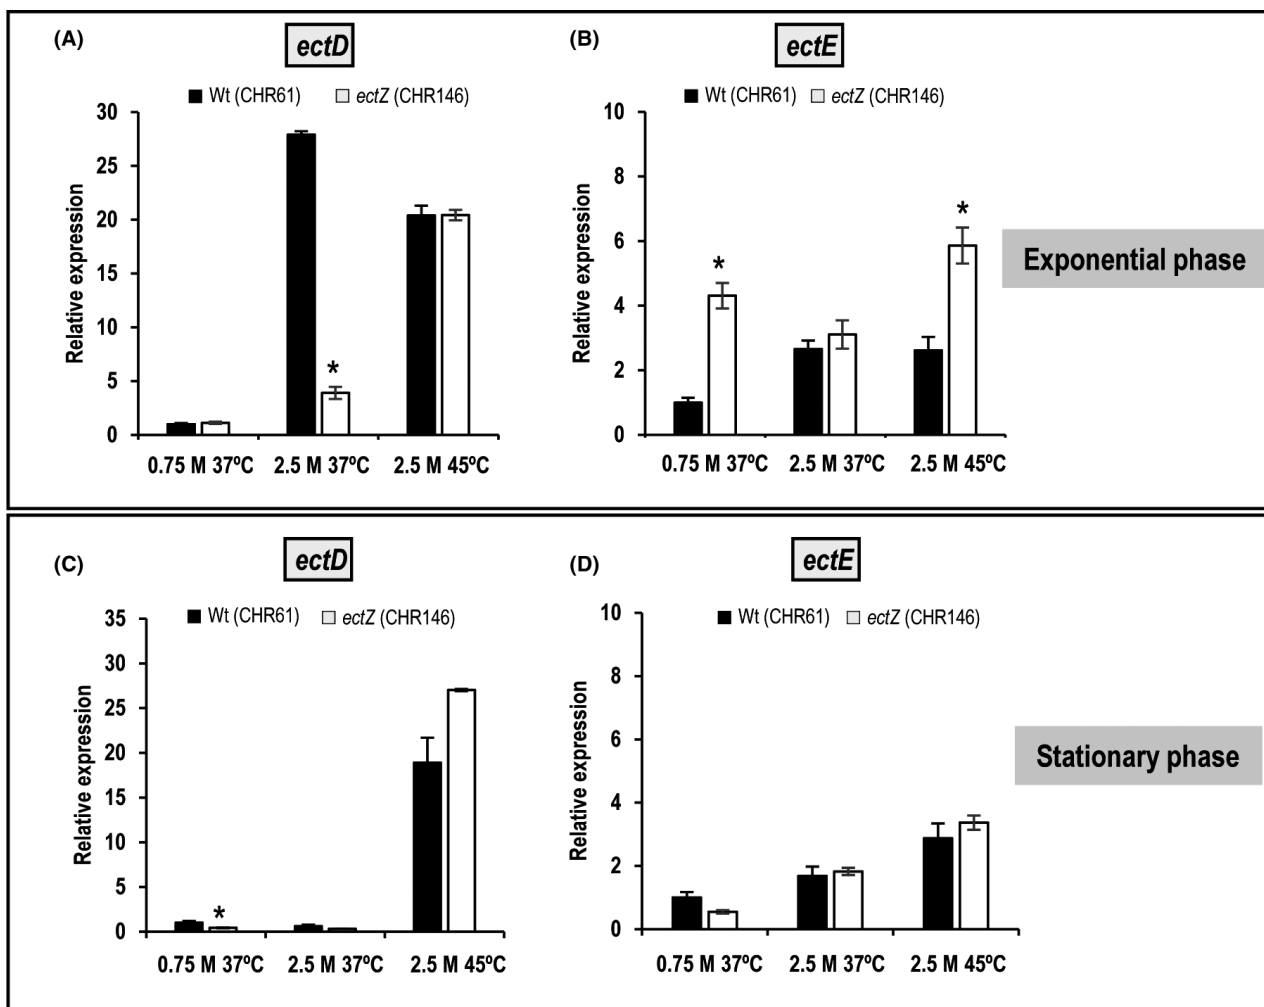 (A)
ectD
Wt (CHR61) ectZ (CHR146)
Relative expression
30
25
20
15
10
5
0
*
0.75 M 37ºC 2.5 M 37ºC 2.5 M 45ºC
(B)
ectE
Wt (CHR61) ectZ (CHR146)
Relative expression
10
8
6
4
2
0
* *
0.75 M 37ºC 2.5 M 37ºC 2.5 M 45ºC
Exponential phase
(C)
ectD
Wt (CHR61) ectZ (CHR146)
Relative expression
35
30
25
20
15
10
5
0
*
0.75 M 37ºC 2.5 M 37ºC 2.5 M 45ºC
(D)
ectE
Wt (CHR61) ectZ (CHR146)
Relative expression
10
8
6
4
2
0
0.75 M 37ºC 2.5 M 37ºC 2.5 M 45ºC
Stationary phase